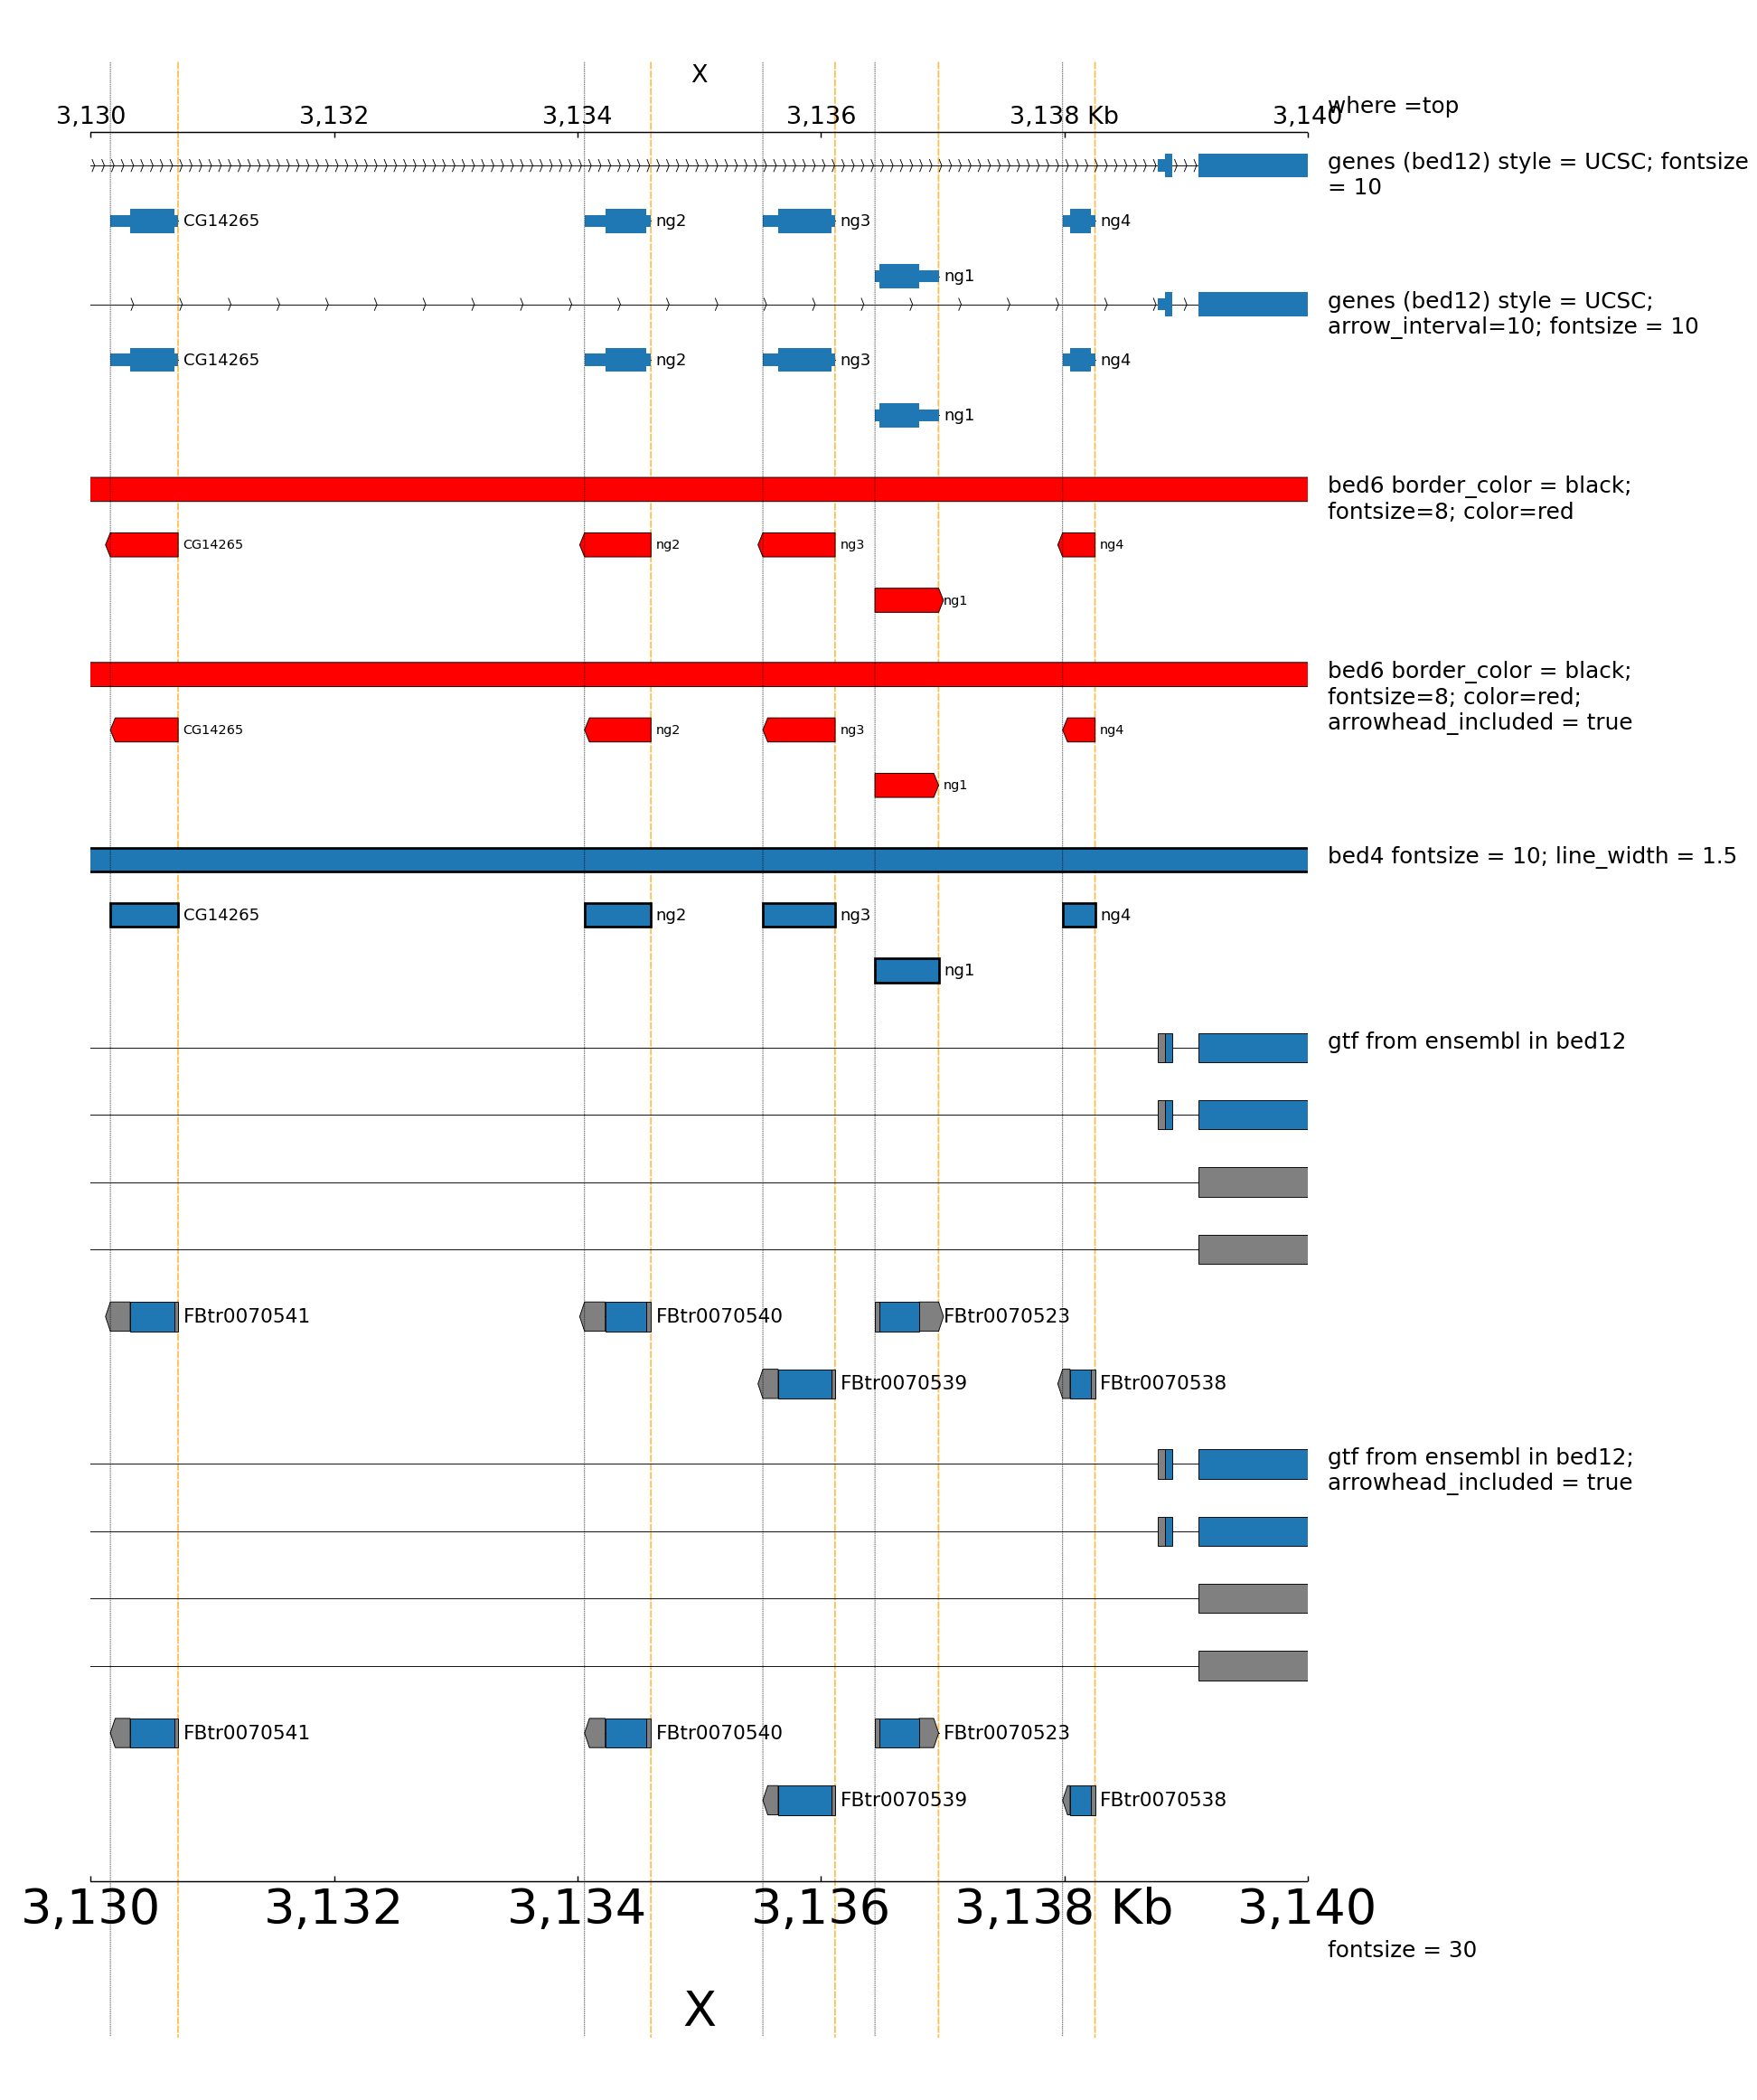 X
3,130 3,132 3,134 3,136 3,138 Kb 3,140
where =top
genes (bed12) style = UCSC; fontsize
= 10
CG14265 ng2 ng3 ng4
ng1
genes (bed12) style = UCSC;
arrow_interval=10; fontsize = 10
CG14265 ng2 ng3 ng4
ng1
bed6 border_color = black;
fontsize=8; color=red
CG14265 ng2 ng3 ng4
ng1
bed6 border_color = black;
fontsize=8; color=red;
arrowhead_included = true
CG14265 ng2 ng3 ng4
ng1
bed4 fontsize = 10; line_width = 1.5
CG14265 ng2 ng3 ng4
ng1
gtf from ensembl in bed12
FBtr0070541 FBtr0070540 FBtr0070523
FBtr0070539 FBtr0070538
gtf from ensembl in bed12;
arrowhead_included = true
FBtr0070541 FBtr0070540 FBtr0070523
FBtr0070539 FBtr0070538
3,130 3,132 3,134 3,136 3,138 Kb 3,140
fontsize = 30
X